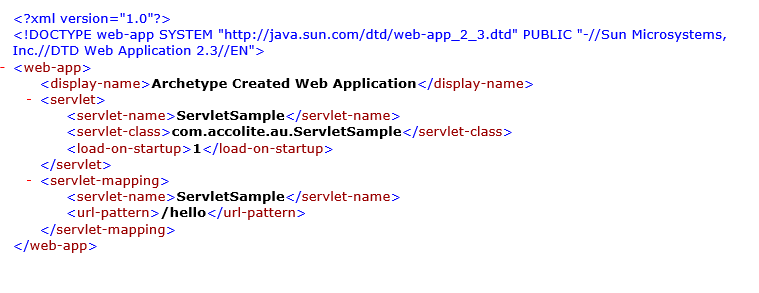 <?xml version="1.0"?>
<!DOCTYPE web-app SYSTEM "http://java.sun.com/dtd/web-app_2_3.dtd" PUBLIC "-//Sun Microsystems,
Inc.//DTD Web Application 2.3//EN">
- <web-app>
<display-name>Archetype Created Web Application</display-name>
- <servlet>
<servlet-name>ServletSample</servlet-name>
<servlet-class>com.accolite.au.ServletSample</servlet-class>
<load-on-startup>1</load-on-startup>
</servlet>
- <servlet-mapping>
<servlet-name>ServletSample</servlet-name>
<url-pattern>/hello</url-pattern>
</servlet-mapping>
</web-app>